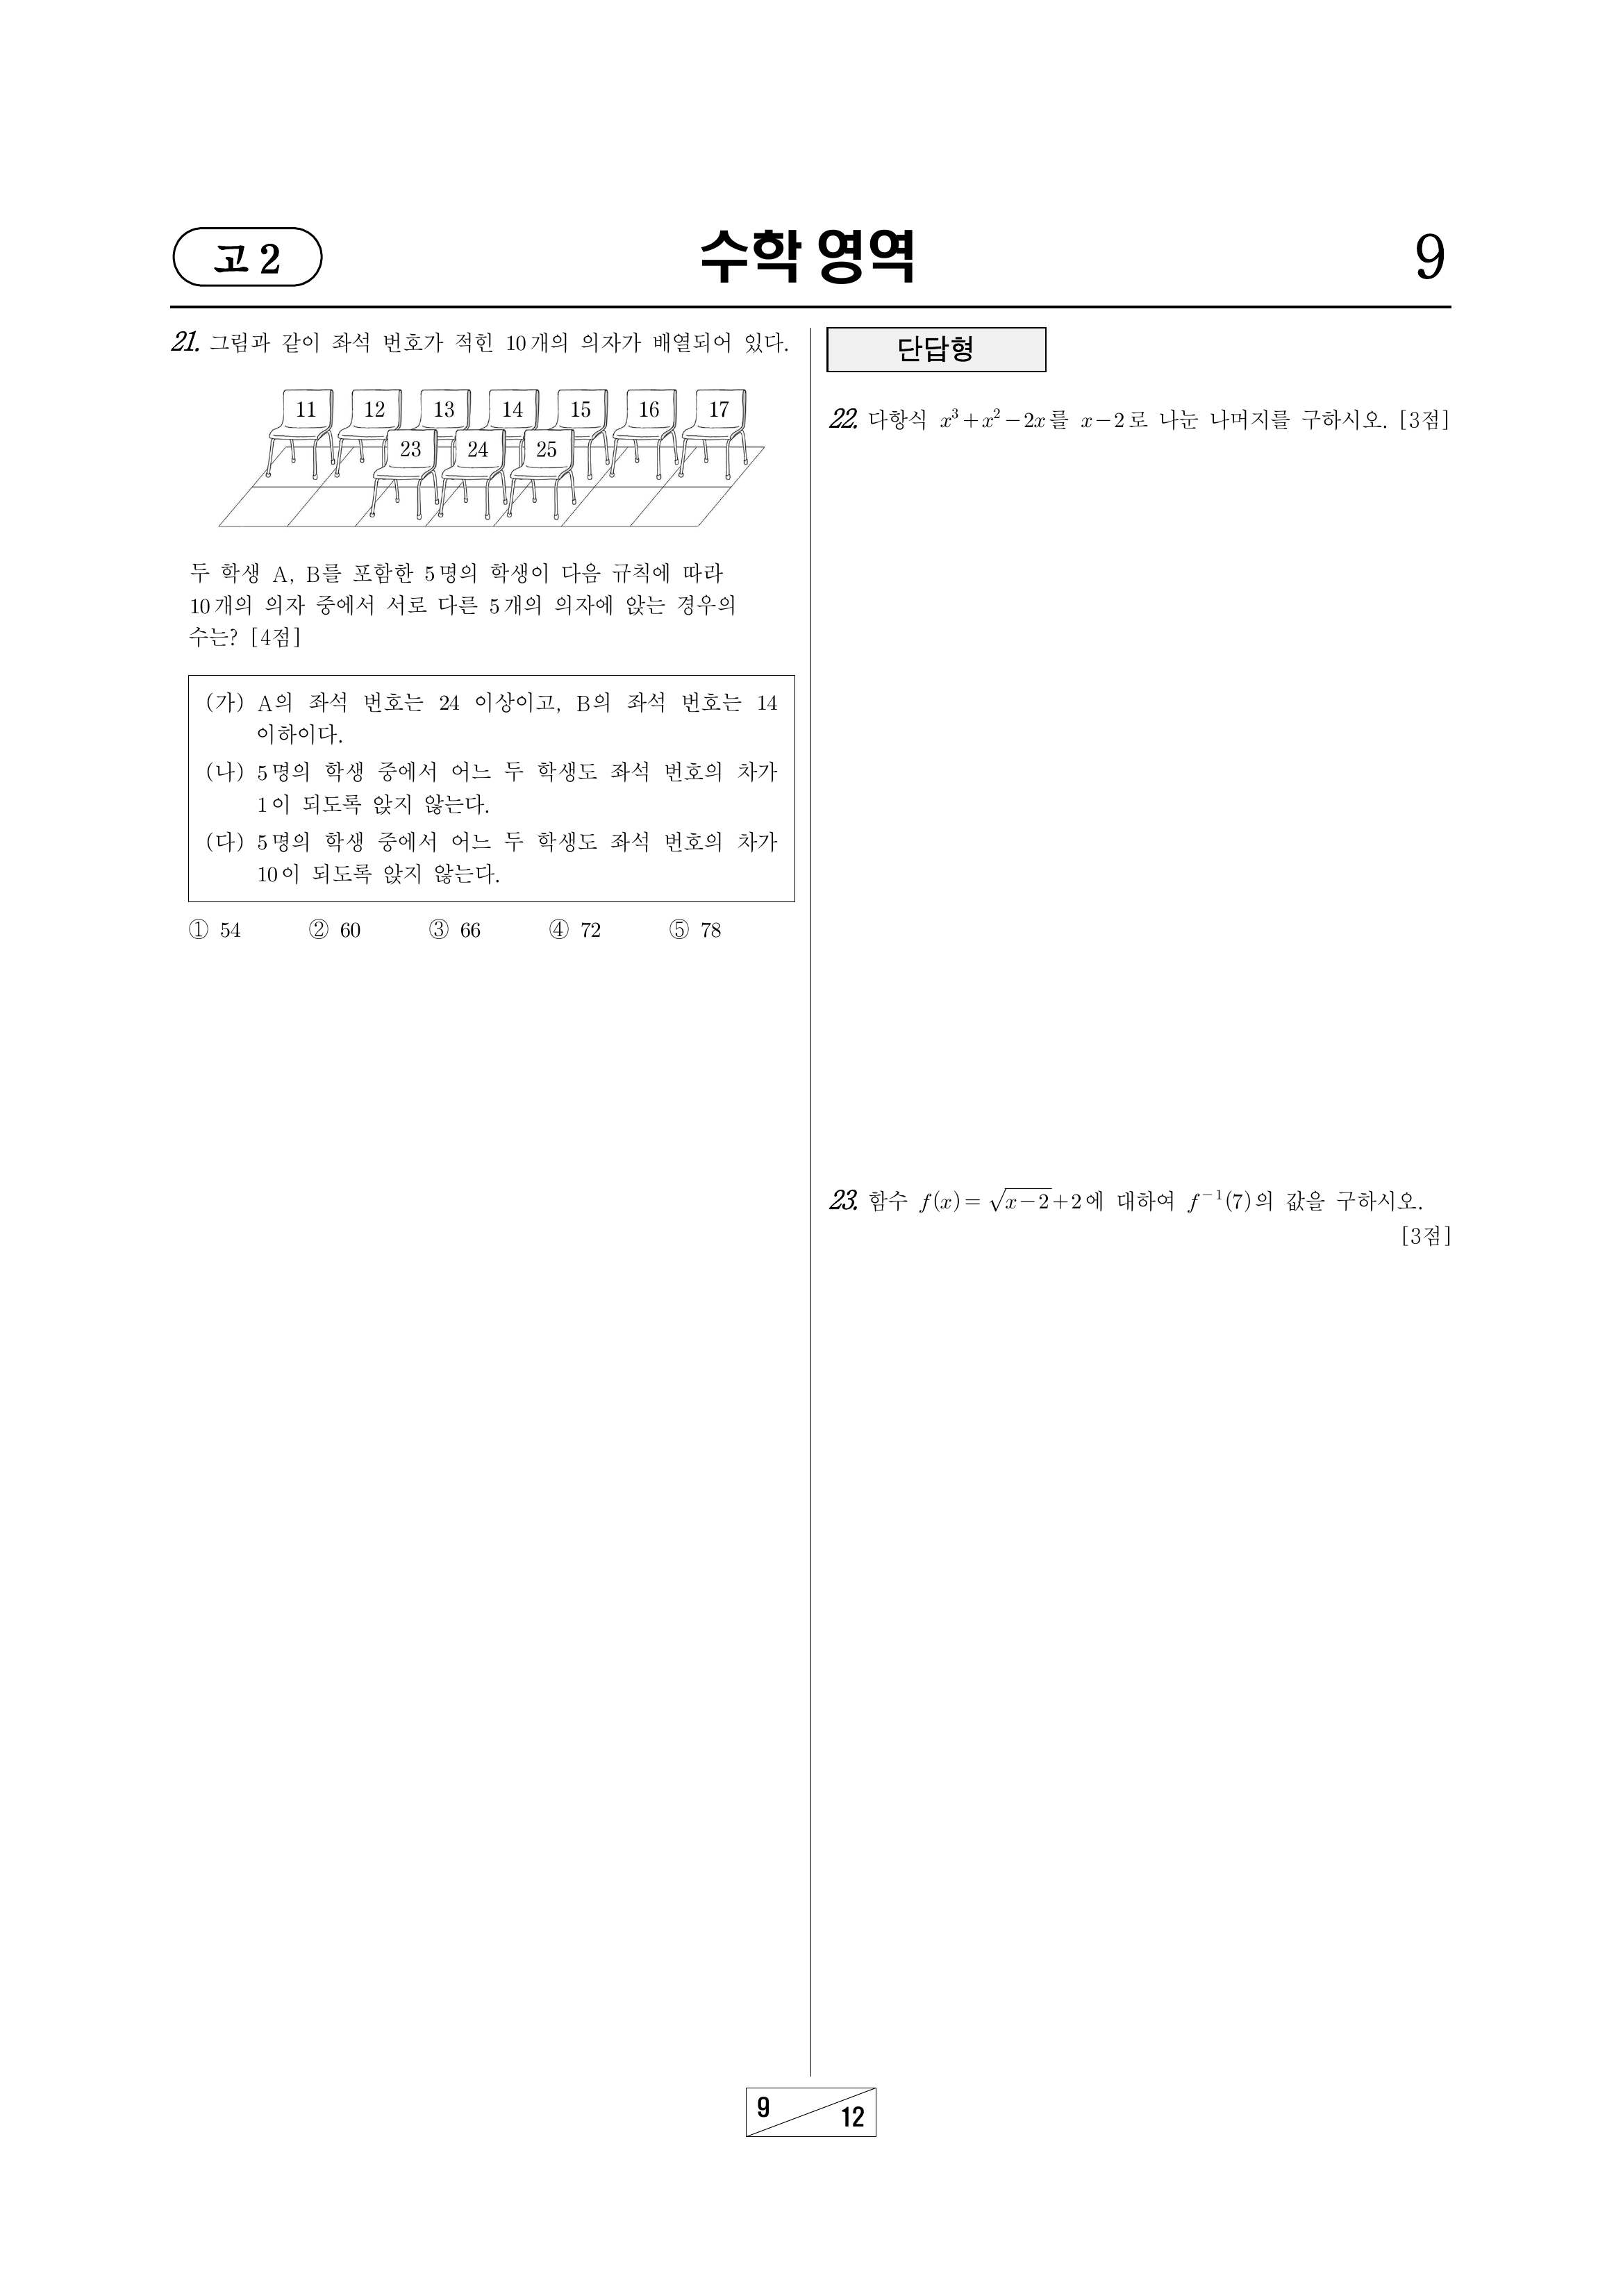 고 2
수학 영역
9
21. 그림과 같이 좌석 번호가 적힌 10개의 의자가 배열되어 있다.
11 12 13 14 15 16 17
23 24 25
두 학생 A, B를 포함한 5명의 학생이 다음 규칙에 따라
10개의 의자 중에서 서로 다른 5개의 의자에 앉는 경우의
수는? [4점]
(가) A의 좌석 번호는 24 이상이고, B의 좌석 번호는 14
이하이다.
(나) 5명의 학생 중에서 어느 두 학생도 좌석 번호의 차가
1이 되도록 앉지 않는다.
(다) 5명의 학생 중에서 어느 두 학생도 좌석 번호의 차가
10이 되도록 앉지 않는다.
① 54 ② 60 ③ 66 ④ 72 ⑤ 78
단답형
22. 다항식 x³+x²−2x를 x−2로 나눈 나머지를 구하시오. [3점]
23. 함수 f(x)=√(x−2)+2에 대하여 f⁻¹(7)의 값을 구하시오.
[3점]
9
12